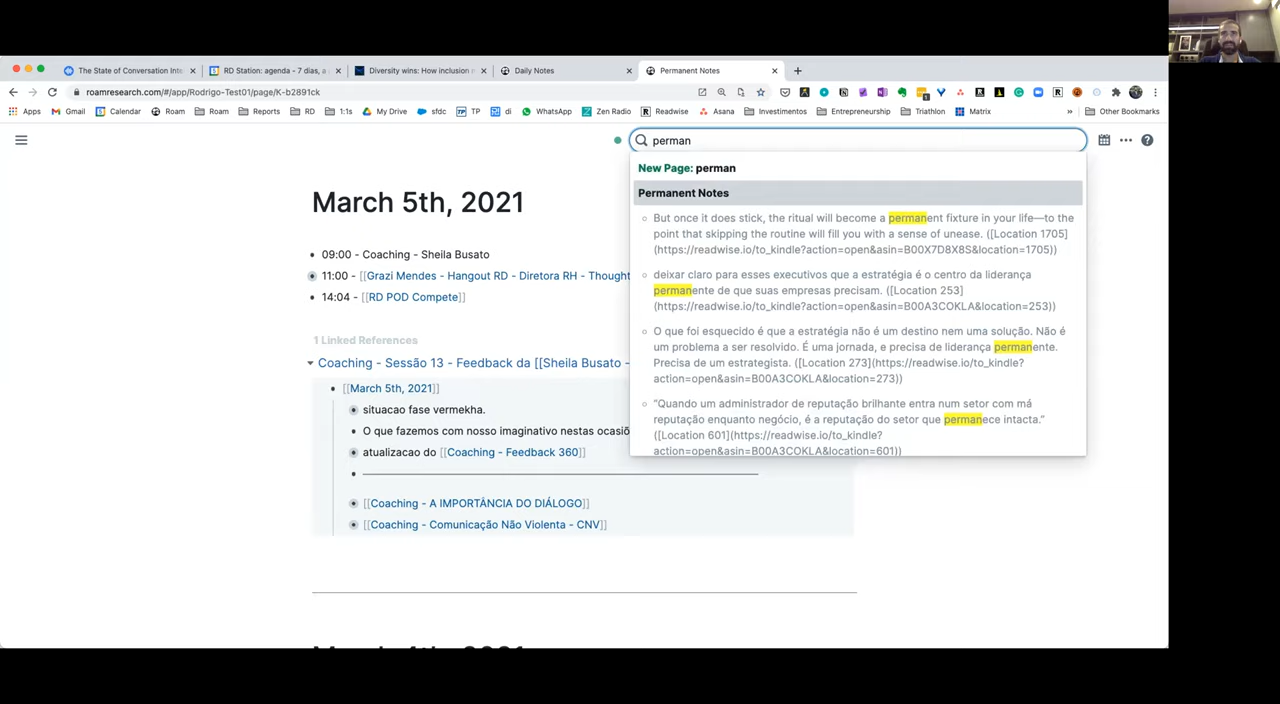 The State of Conversation Inte
RD Station: agenda - 7 dias, a
Diversity wins: How inclusion i
Daily Notes
Permanent Notes
roamresearch.com/#/app/Rodrigo-Test01/page/K-b2891ck
Apps
Gmail
Calendar
Roam
Roam
Reports
RD
1:1s
My Drive
sfdc
TP
di
WhatsApp
Zen Radio
Readwise
Asana
Investimentos
Entrepreneurship
Triathlon
Matrix
»
Other Bookmarks
perman
New Page: perman
Permanent Notes
But once it does stick, the ritual will become a permanent fixture in your life—to the
point that skipping the routine will fill you with a sense of unease. ([Location 1705]
(https://readwise.io/to_kindle?action=open&asin=B00X7D8X8S&location=1705))
deixar claro para esses executivos que a estratégia é o centro da liderança
permanente de que suas empresas precisam. ([Location 253]
(https://readwise.io/to_kindle?action=open&asin=B00A3COKLA&location=253))
O que foi esquecido é que a estratégia não é um destino nem uma solução. Não é
um problema a ser resolvido. É uma jornada, e precisa de liderança permanente.
Precisa de um estrategista. ([Location 273](https://readwise.io/to_kindle?
action=open&asin=B00A3COKLA&location=273))
"Quando um administrador de reputação brilhante entra num setor com má
reputação enquanto negócio, é a reputação do setor que permanece intacta."
([Location 601](https://readwise.io/to_kindle?
action=open&asin=B00A3COKLA&location=601))
March 5th, 2021
09:00 - Coaching - Sheila Busato
11:00 - [[Grazi Mendes - Hangout RD - Diretora RH - Thought
14:04 - [[RD POD Compete]]
1 Linked References
Coaching - Sessão 13 - Feedback da [[Sheila Busato -
[[March 5th, 2021]]
situacao fase vermekha.
O que fazemos com nosso imaginativo nestas ocasiõ
atualizacao do [[Coaching - Feedback 360]]
[[Coaching - A IMPORTÂNCIA DO DIÁLOGO]]
[[Coaching - Comunicação Não Violenta - CNV]]